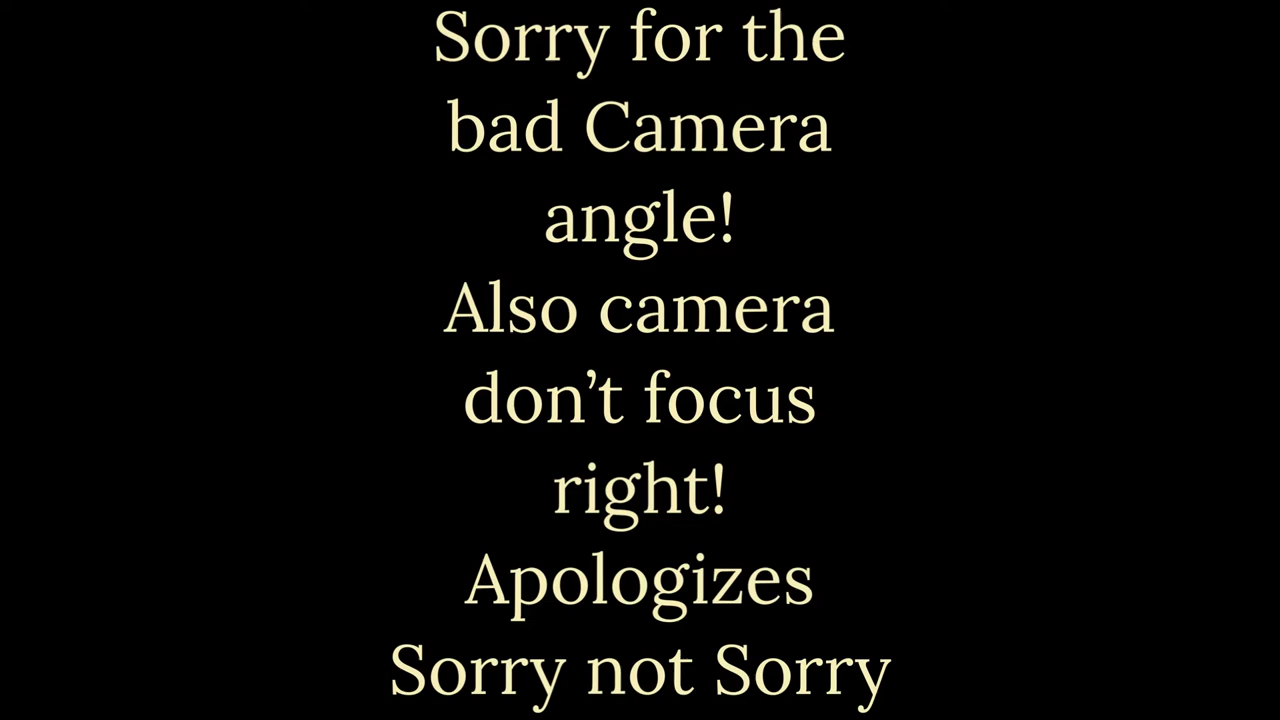 Sorry for the
bad Camera
angle!
Also camera
don’t focus
right!
Apologizes
Sorry not Sorry